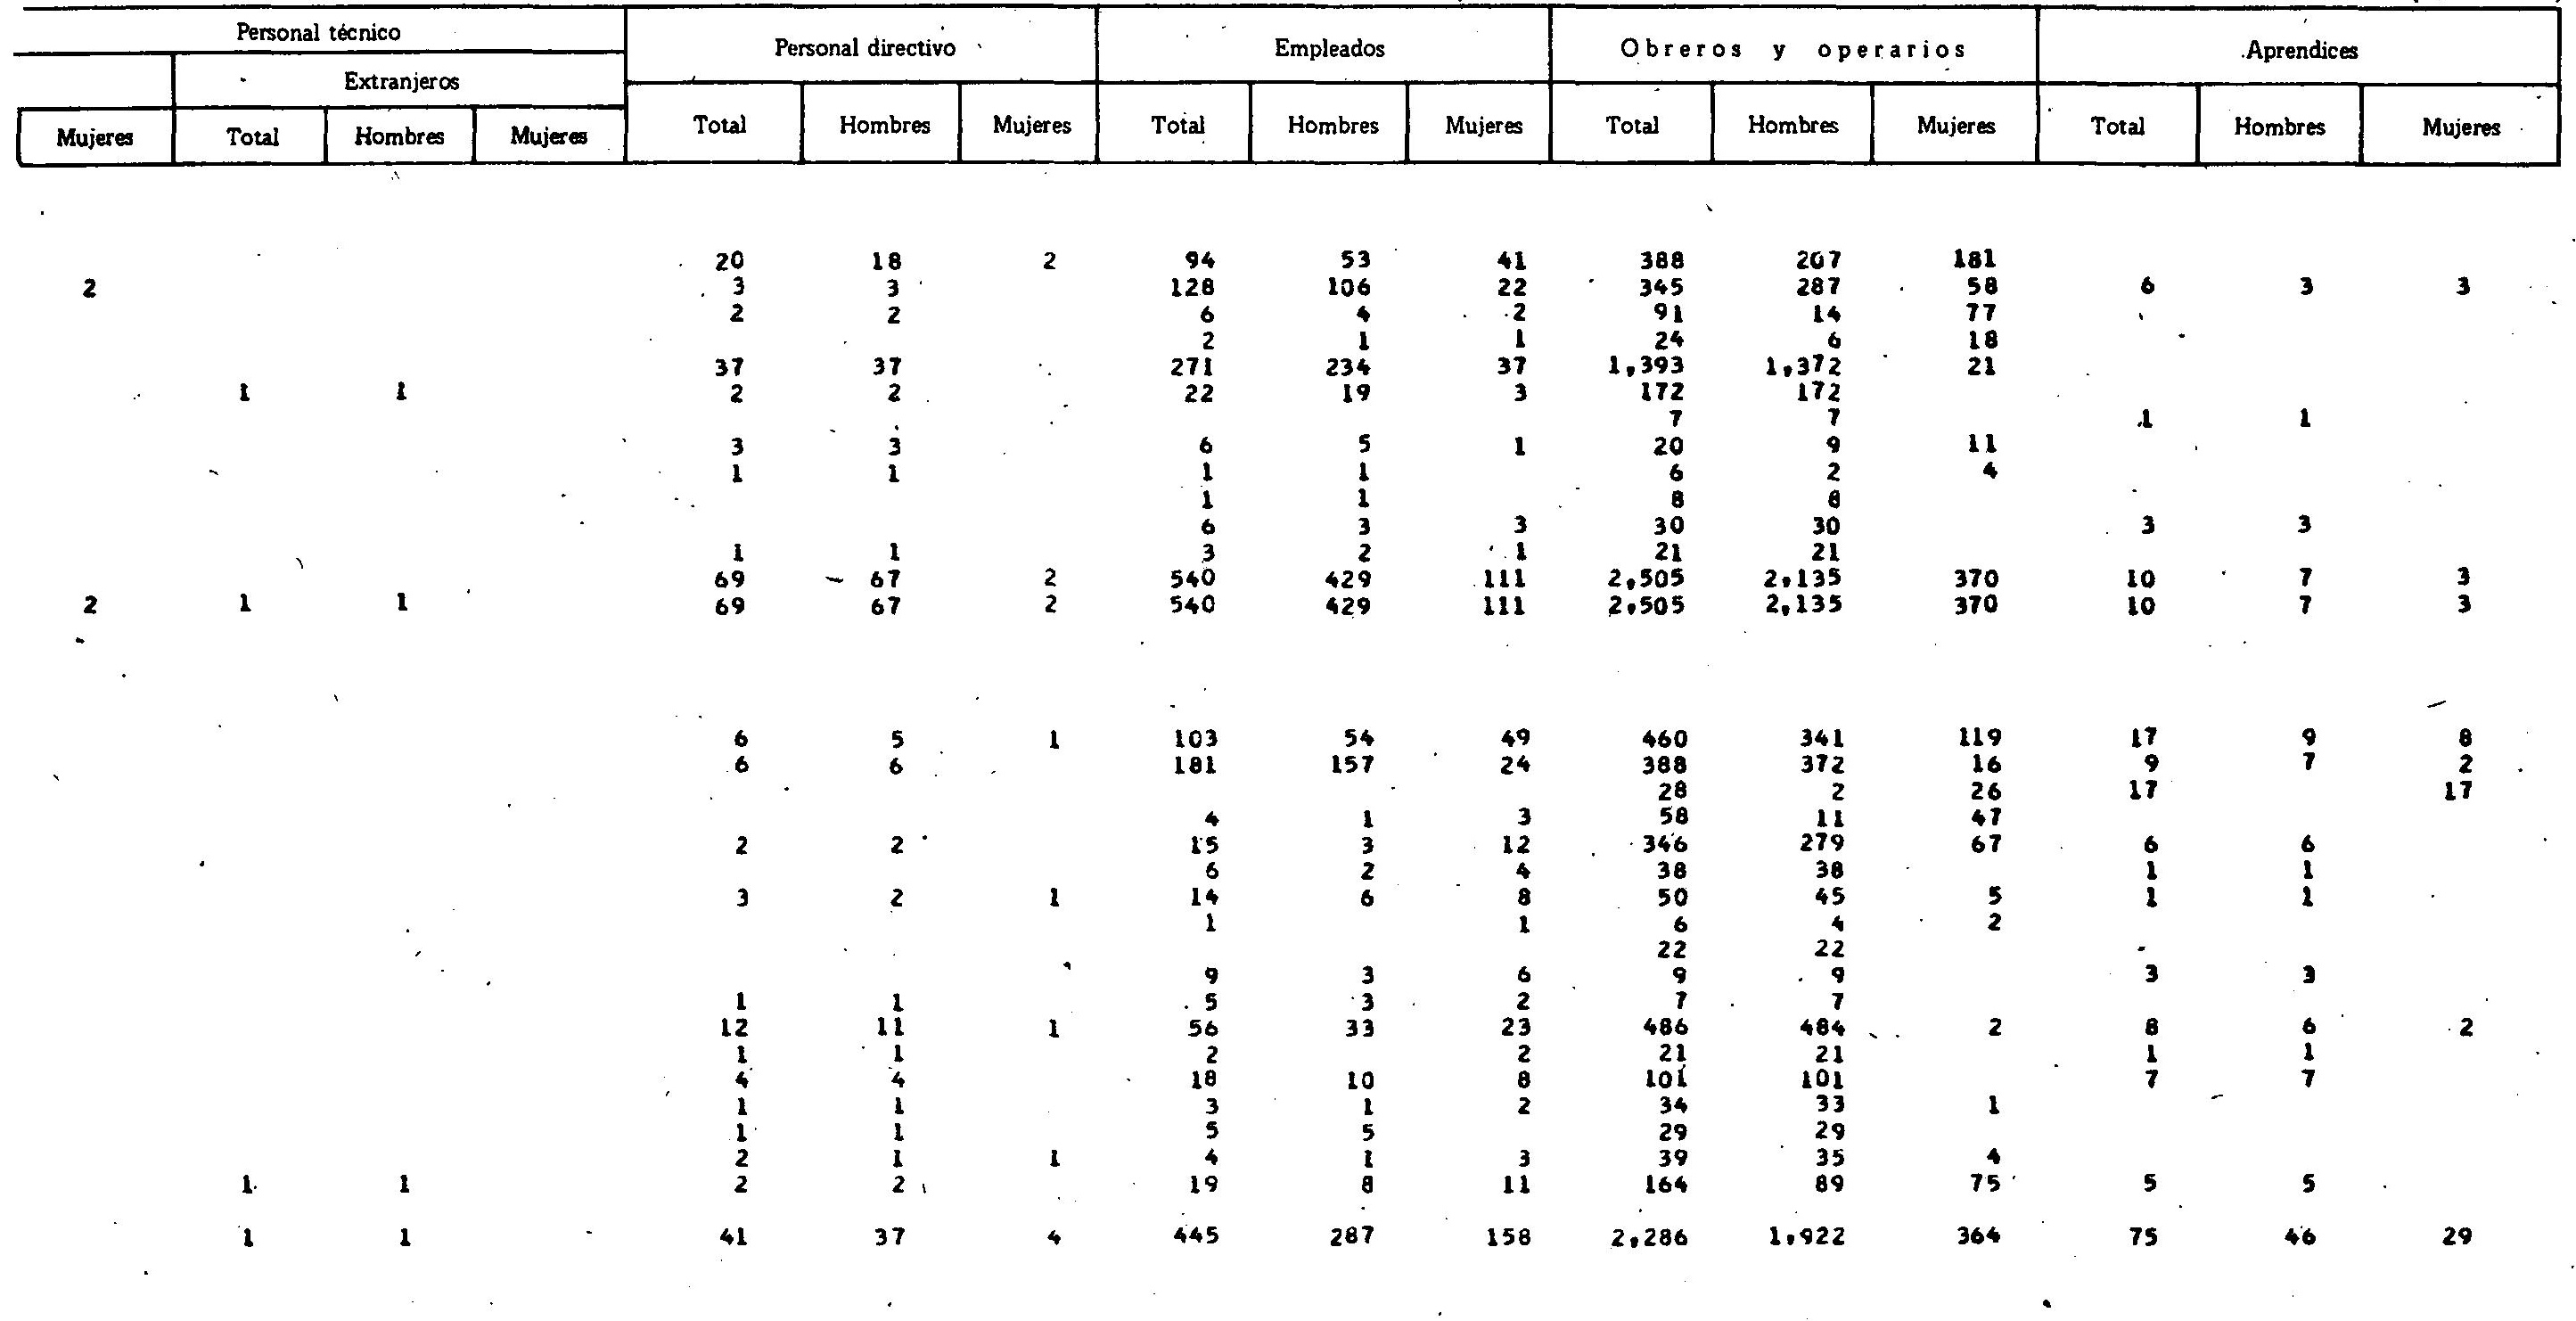 Personal técnico Personal directivo Empleados Obreros y operarios Aprendices
Extranjeros
Mujeres Total Hombres Mujeres Total Hombres Mujeres Total Hombres Mujeres Total Hombres Mujeres Total Hombres Mujeres
20 18 2 94 53 41 388 207 181
2 3 3 128 106 22 345 287 58 6 3 3
2 2 6 4 2 91 14 77
2 1 1 24 6 18
37 37 271 234 37 1,393 1,372 21
1 1 2 2 22 19 3 172 172
7 7 1 1
3 3 6 5 1 20 9 11
1 1 1 1 6 2 4
1 1 8 8
6 3 3 30 30 3 3
1 1 3 2 1 21 21
69 67 2 540 429 111 2,505 2,135 370 10 7 3
2 1 1 69 67 2 540 429 111 2,505 2,135 370 10 7 3
6 5 1 103 54 49 460 341 119 17 9 8
6 6 181 157 24 388 372 16 9 7 2
28 2 26 17 17
4 1 3 58 11 47
2 2 15 3 12 346 279 67 6 6
6 2 4 38 38 1 1
3 2 1 14 6 8 50 45 5 1 1
1 1 6 4 2
22 22
9 3 6 9 9 3 3
1 1 5 3 2 7 7
12 11 1 56 33 23 486 484 2 8 6 2
1 1 2 2 21 21 1 1
4 4 18 10 8 101 101 7 7
1 1 3 1 2 34 33 1
1 1 5 5 29 29
2 1 1 4 1 3 39 35 4
1 1 2 2 19 8 11 164 89 75 5 5
1 1 41 37 4 445 287 158 2,286 1,922 364 75 46 29